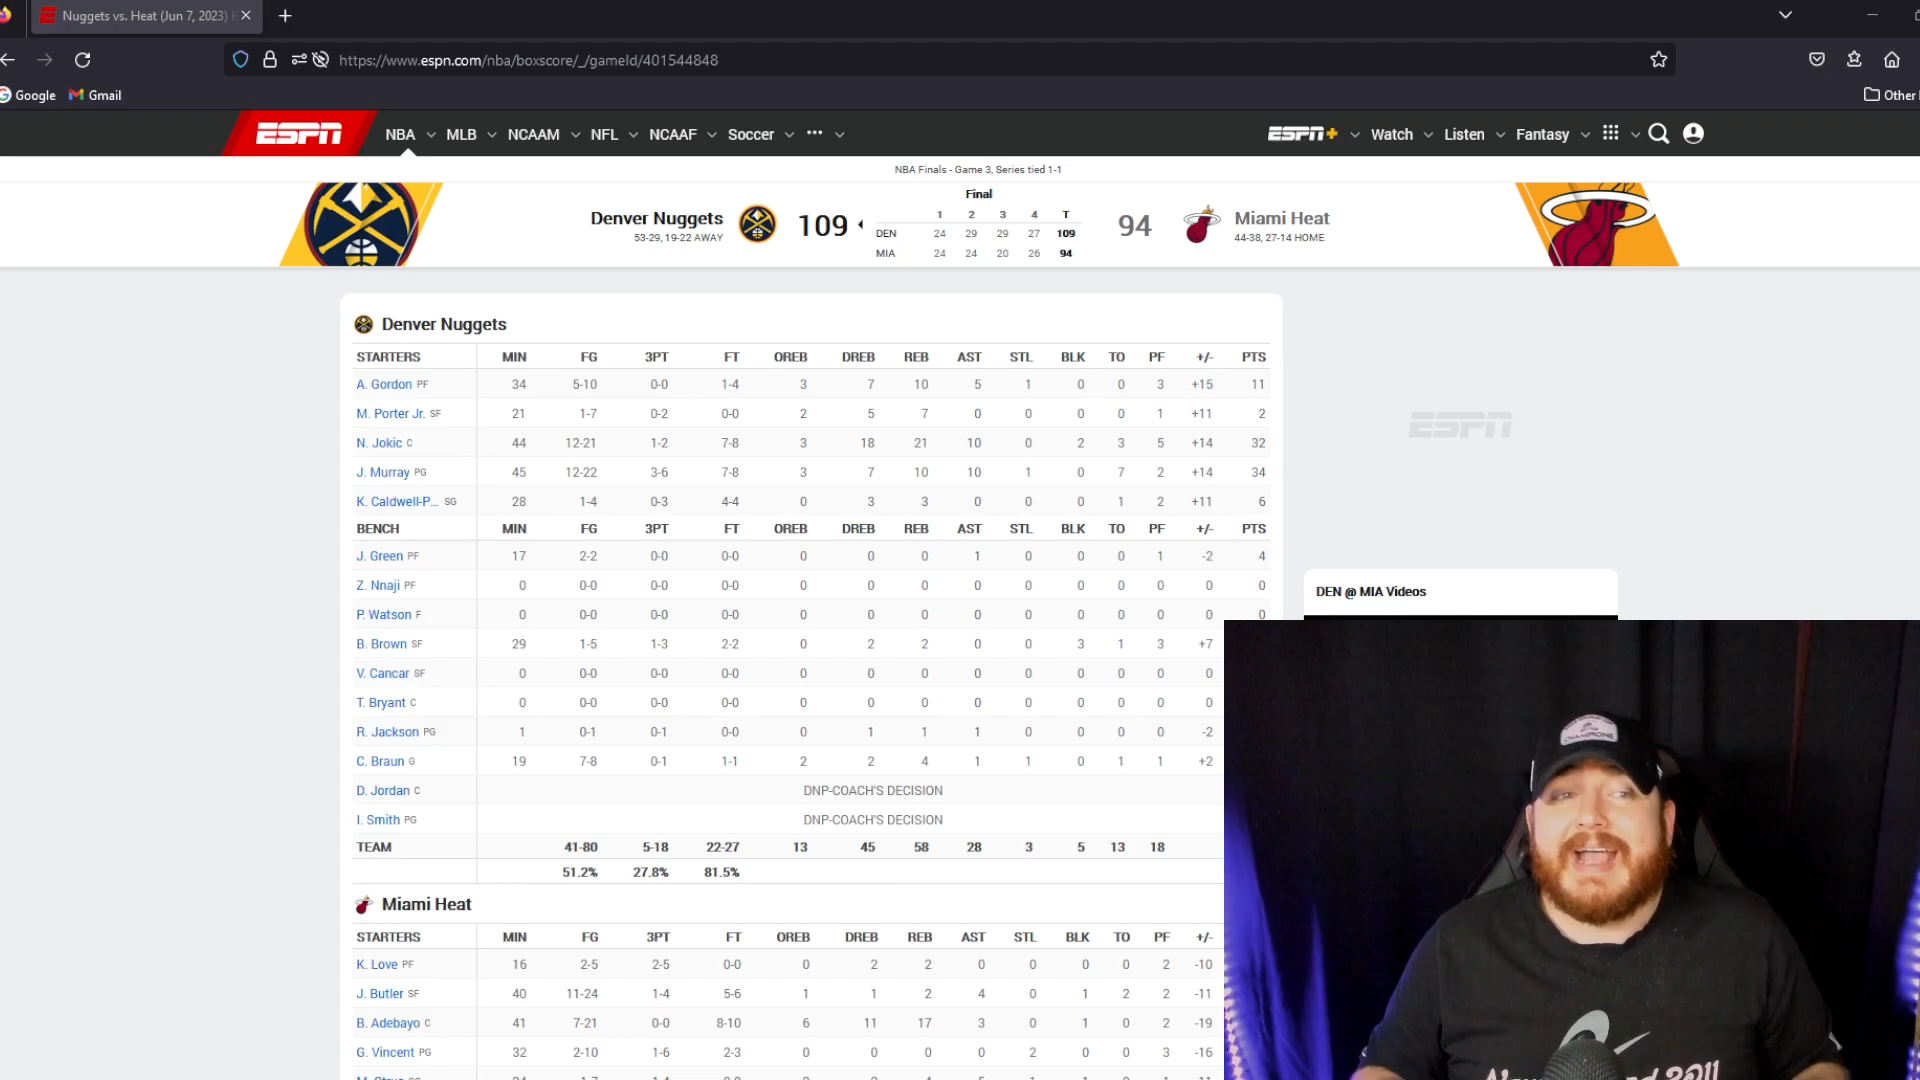 Nuggets vs. Heat (Jun 7, 2023)
https://www.espn.com/nba/boxscore/_/gameId/401544848
Google Gmail Other
ESPN NBA MLB NCAAM NFL NCAAF Soccer ESPN+ Watch Listen Fantasy
NBA Finals - Game 3, Series tied 1-1
Final
Denver Nuggets 109 1 2 3 4 T 94 Miami Heat
53-29, 19-22 AWAY DEN 24 29 29 27 109 44-38, 27-14 HOME
MIA 24 24 20 26 94
Denver Nuggets
STARTERS MIN FG 3PT FT OREB DREB REB AST STL BLK TO PF +/- PTS
A. Gordon PF 34 5-10 0-0 1-4 3 7 10 5 1 0 0 3 +15 11
M. Porter Jr. SF 21 1-7 0-2 0-0 2 5 7 0 0 0 0 1 +11 2
N. Jokic C 44 12-21 1-2 7-8 3 18 21 10 0 2 3 5 +14 32
J. Murray PG 45 12-22 3-6 7-8 3 7 10 10 1 0 7 2 +14 34
K. Caldwell-P... SG 28 1-4 0-3 4-4 0 3 3 0 0 0 1 2 +11 6
BENCH MIN FG 3PT FT OREB DREB REB AST STL BLK TO PF +/- PTS
J. Green PF 17 2-2 0-0 0-0 0 0 0 1 0 0 0 1 -2 4
Z. Nnaji PF 0 0-0 0-0 0-0 0 0 0 0 0 0 0 0 0 0
P. Watson F 0 0-0 0-0 0-0 0 0 0 0 0 0 0 0 0 0
B. Brown SF 29 1-5 1-3 2-2 0 2 2 0 0 3 1 3 +7
V. Cancar SF 0 0-0 0-0 0-0 0 0 0 0 0 0 0 0 0
T. Bryant C 0 0-0 0-0 0-0 0 0 0 0 0 0 0 0 0
R. Jackson PG 1 0-1 0-1 0-0 0 1 1 1 0 0 0 0 -2
C. Braun G 19 7-8 0-1 1-1 2 2 4 1 1 0 1 1 +2
D. Jordan C DNP-COACH'S DECISION
I. Smith PG DNP-COACH'S DECISION
TEAM 41-80 5-18 22-27 13 45 58 28 3 5 13 18
51.2% 27.8% 81.5%
Miami Heat
STARTERS MIN FG 3PT FT OREB DREB REB AST STL BLK TO PF +/-
K. Love PF 16 2-5 2-5 0-0 0 2 2 0 0 0 0 2 -10
J. Butler SF 40 11-24 1-4 5-6 1 1 2 4 0 1 2 2 -11
B. Adebayo C 41 7-21 0-0 8-10 6 11 17 3 0 1 0 2 -19
G. Vincent PG 32 2-10 1-6 2-3 0 0 0 0 2 0 0 3 -16
ESPN
DEN @ MIA Videos
CHAMPIONS
2011